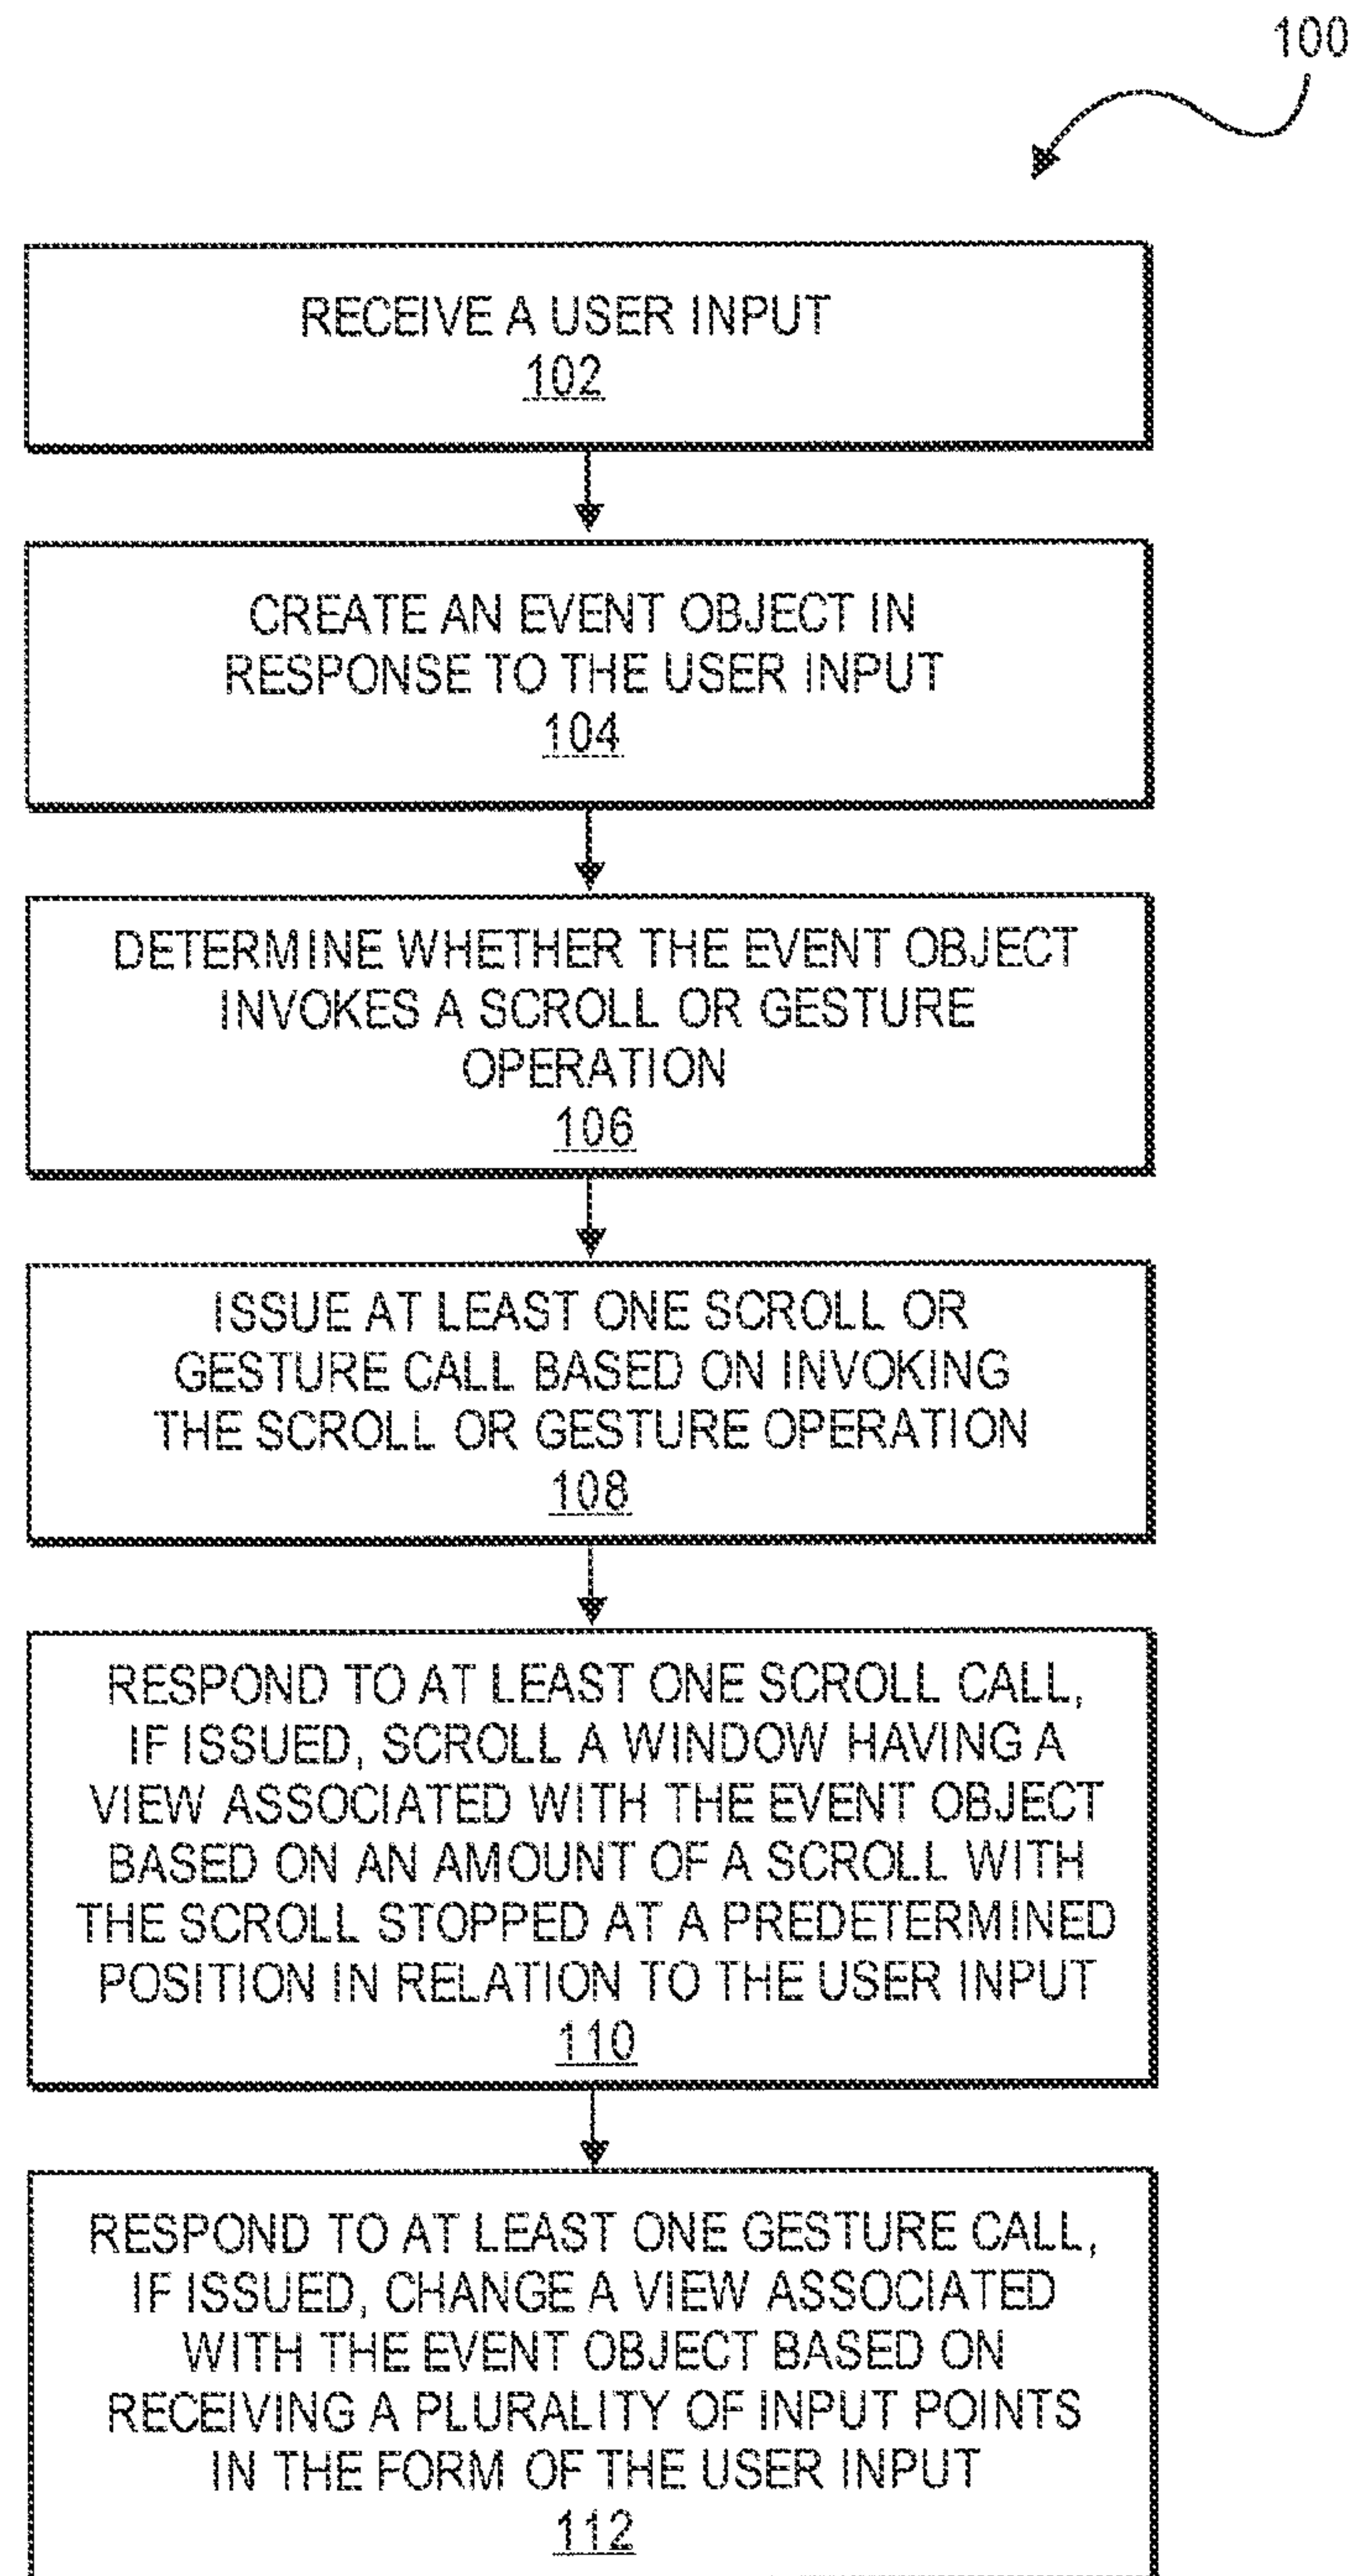 100
RECEIVE A USER INPUT
102
CREATE AN EVENT OBJECT IN
RESPONSE TO THE USER INPUT
104
DETERMINE WHETHER THE EVENT OBJECT
INVOKES A SCROLL OR GESTURE
OPERATION
106
ISSUE AT LEAST ONE SCROLL OR
GESTURE CALL BASED ON INVOKING
THE SCROLL OR GESTURE OPERATION
108
RESPOND TO AT LEAST ONE SCROLL CALL,
IF ISSUED, SCROLL A WINDOW HAVING A
VIEW ASSOCIATED WITH THE EVENT OBJECT
BASED ON AN AMOUNT OF A SCROLL WITH
THE SCROLL STOPPED AT A PREDETERMINED
POSITION IN RELATION TO THE USER INPUT
110
RESPOND TO AT LEAST ONE GESTURE CALL,
IF ISSUED, CHANGE A VIEW ASSOCIATED
WITH THE EVENT OBJECT BASED ON
RECEIVING A PLURALITY OF INPUT POINTS
IN THE FORM OF THE USER INPUT
112